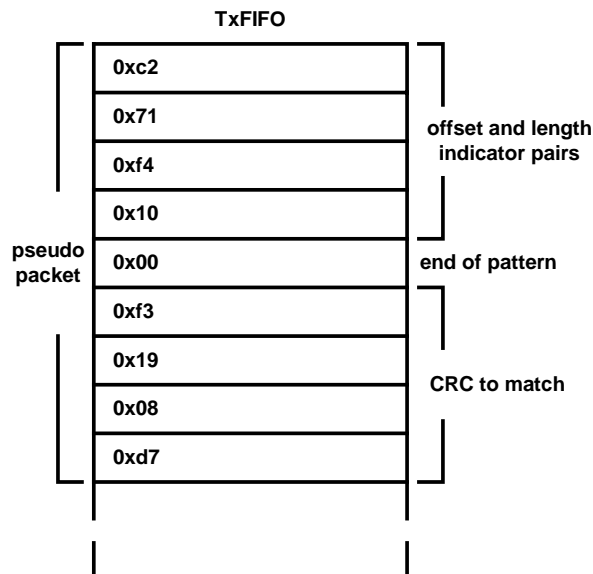 TxFIFO
0xc2
0x71
0xf4
0x10
offset and length
indicator pairs
pseudo
packet
0x00
end of pattern
0xf3
0x19
0x08
0xd7
CRC to match